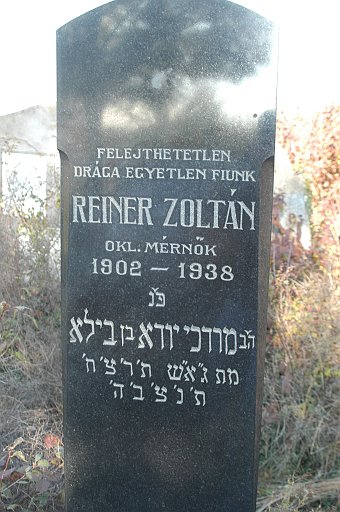 FELEJTHETETLEN
DRÁGA EGYETLEN FIUNK
REINER ZOLTÁN
OKL. MÉRNÖK
1902 — 1938
פ״נ
הב׳ מרדכי יודא בן בילא
מת ג׳ א״ש ת׳ר׳צ׳ח׳
ת׳ נ׳ צ׳ ב׳ ה׳